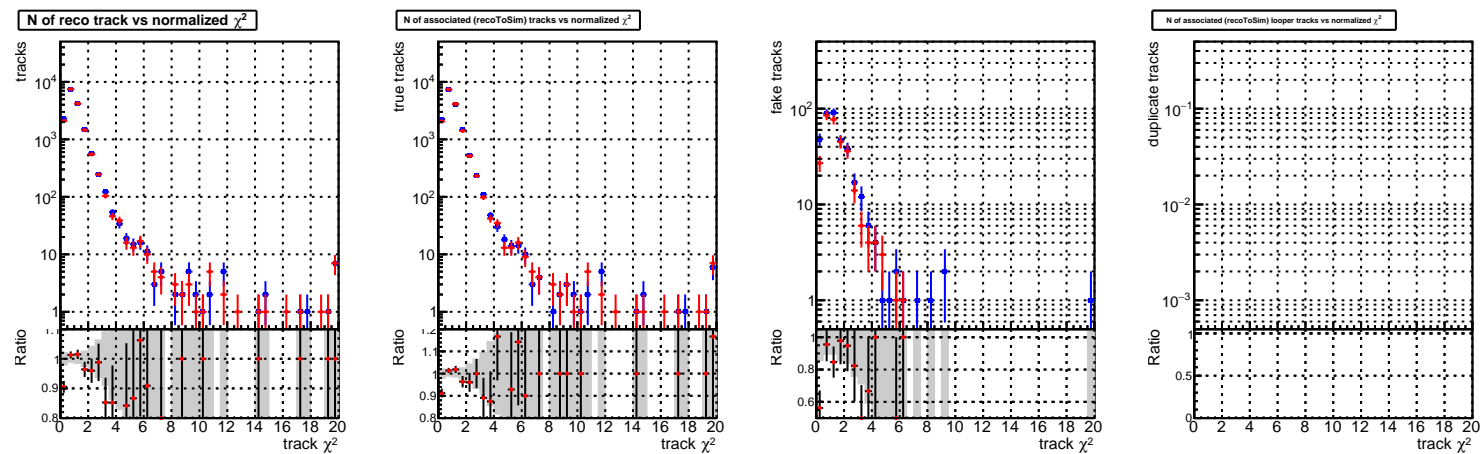 N of reco track vs normalized χ²
tracks
10⁴
10³
10²
10
1
Ratio
1.1
1
0.9
0.8
0 2 4 6 8 10 12 14 16 18 20
track χ²
N of associated (recoToSim) tracks vs normalized χ²
true tracks
10⁴
10³
10²
10
1
Ratio
1.2
1.1
1
0.9
0.8
0 2 4 6 8 10 12 14 16 18 20
track χ²
fake tracks
10²
10
1
Ratio
1
0.8
0.6
0 2 4 6 8 10 12 14 16 18 20
track χ²
N of associated (recoToSim) looper tracks vs normalized χ²
duplicate tracks
10⁻¹
10⁻²
10⁻³
Ratio
1
0.5
0
0 2 4 6 8 10 12 14 16 18 20
track χ²